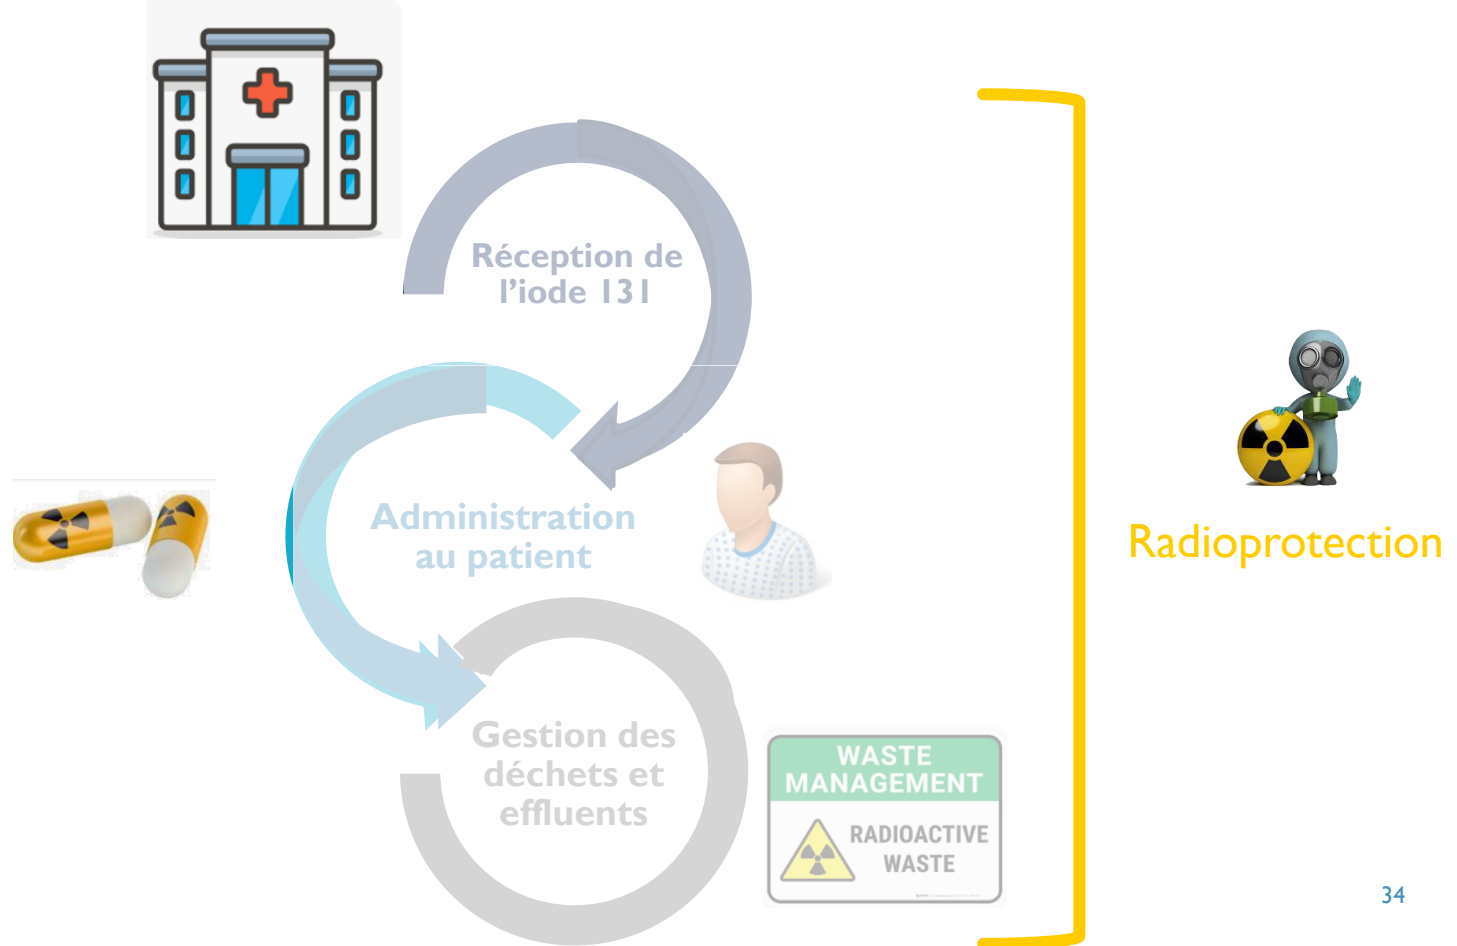 Réception de
l'iode 131
Administration
au patient
Radioprotection
Gestion des
déchets et
effluents
WASTE
MANAGEMENT
RADIOACTIVE
WASTE
34